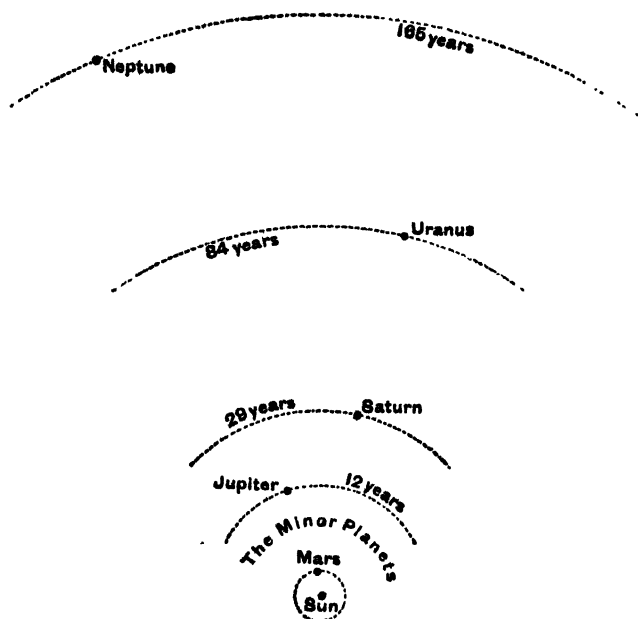 165 years
Neptune
Uranus
84 years
29 years
Saturn
Jupiter
12 years
The Minor Planets
Mars
Sun